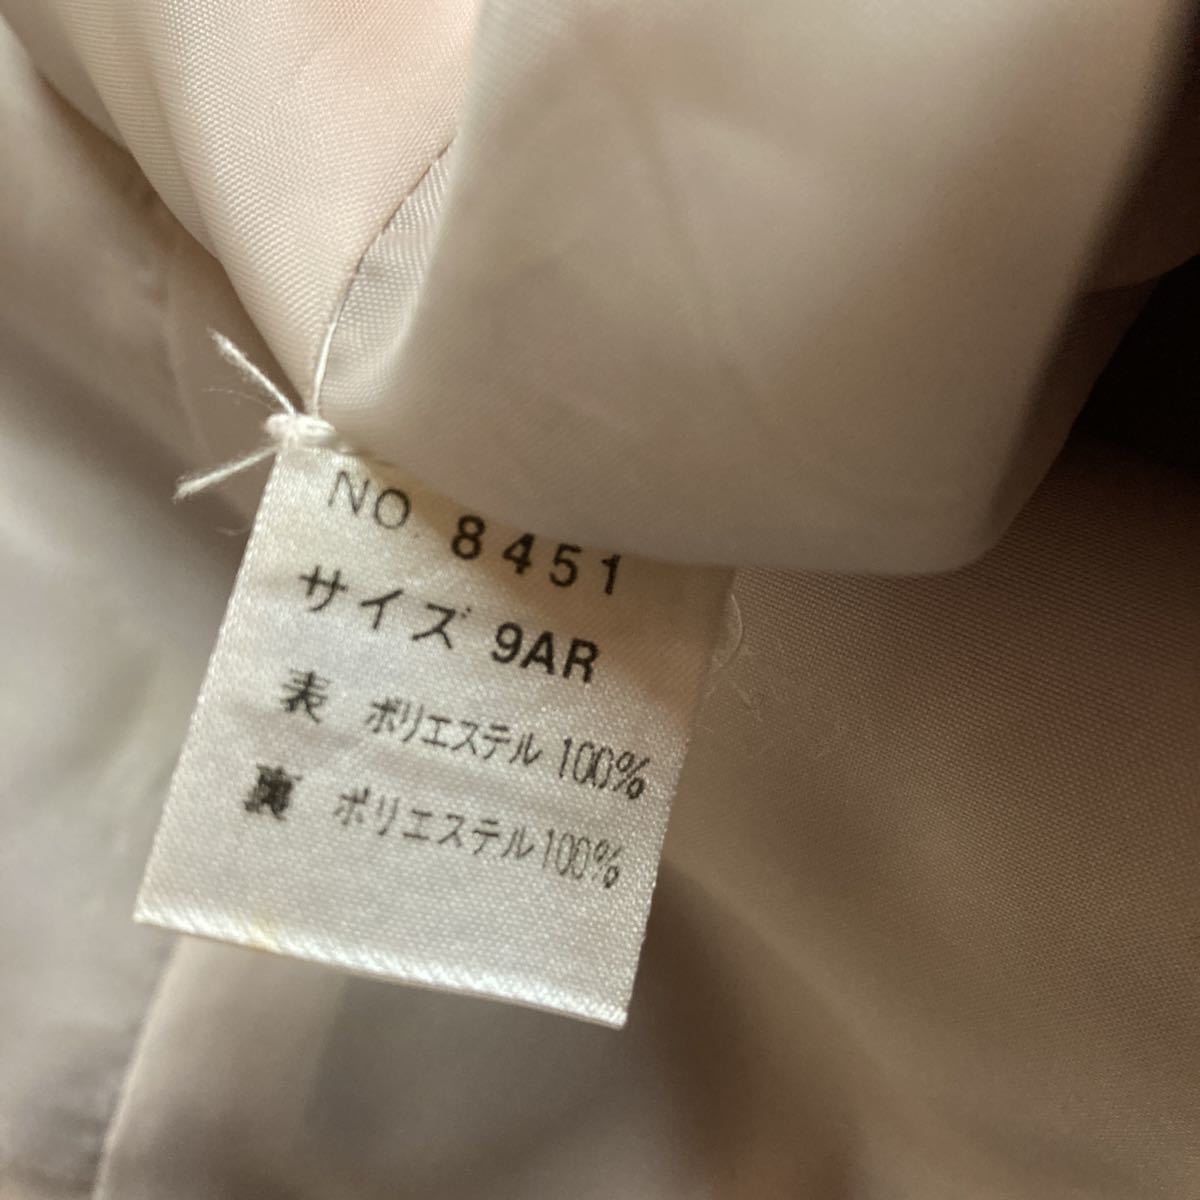 NO. 8451
サイズ 9AR
表 ポリエステル 100%
裏 ポリエステル 100%